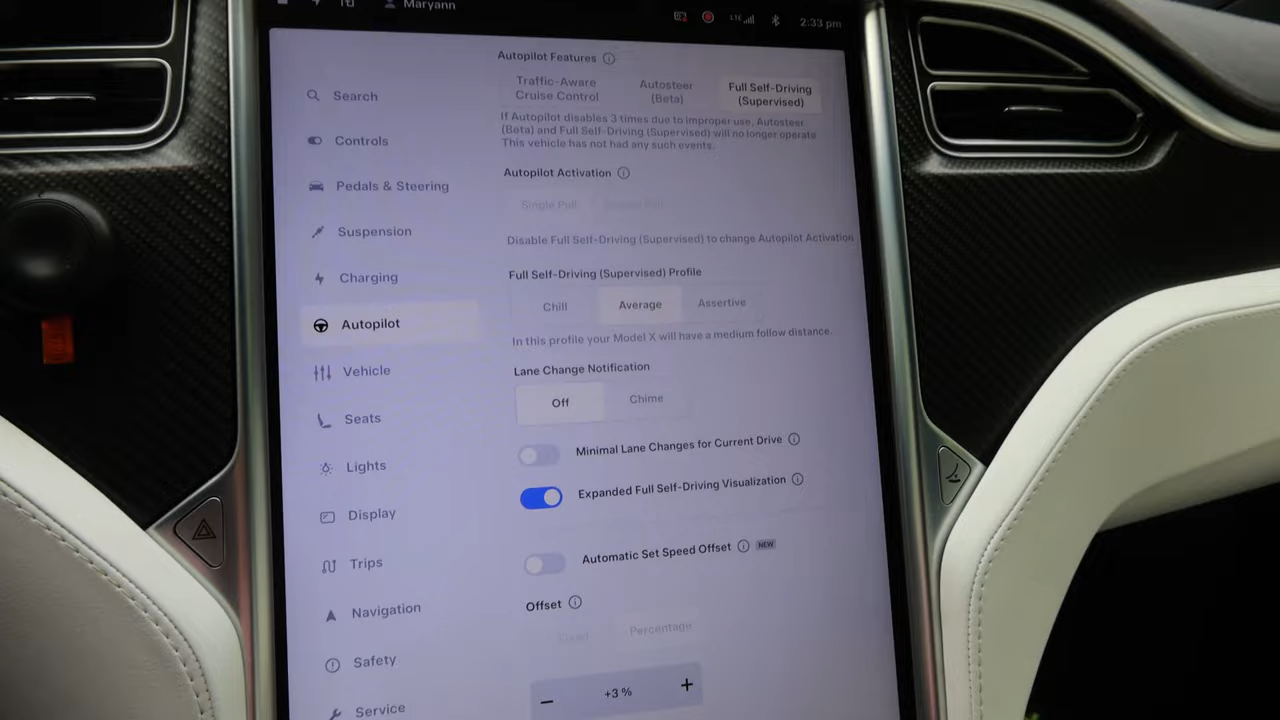 Maryann
LTE
2:33 pm
Search
Controls
Pedals & Steering
Suspension
Charging
Autopilot
Vehicle
Seats
Lights
Display
Trips
Navigation
Safety
Service
Autopilot Features
Traffic-Aware
Cruise Control
Autosteer
(Beta)
Full Self-Driving
(Supervised)
If Autopilot disables 3 times due to improper use, Autosteer
(Beta) and Full Self-Driving (Supervised) will no longer operate
This vehicle has not had any such events.
Autopilot Activation
Single Pull
Disable Full Self-Driving (Supervised) to change Autopilot Activation
Full Self-Driving (Supervised) Profile
Chill
Average
Assertive
In this profile your Model X will have a medium follow distance.
Lane Change Notification
Off
Chime
Minimal Lane Changes for Current Drive
Expanded Full Self-Driving Visualization
Automatic Set Speed Offset NEW
Offset
Fixed
Percentage
− +3 % +